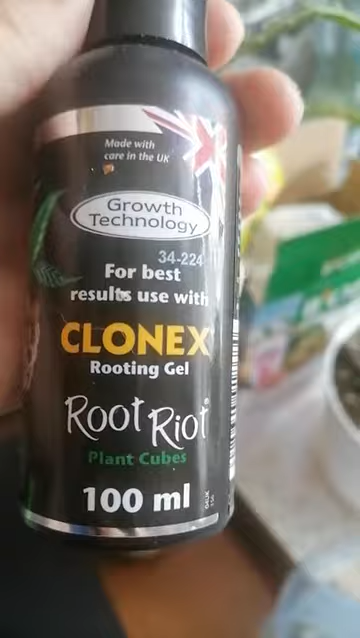 Made with
care in the UK
Growth
Technology
34-224
For best
results use with
CLONEX
Rooting Gel
Root Riot
Plant Cubes
100 ml